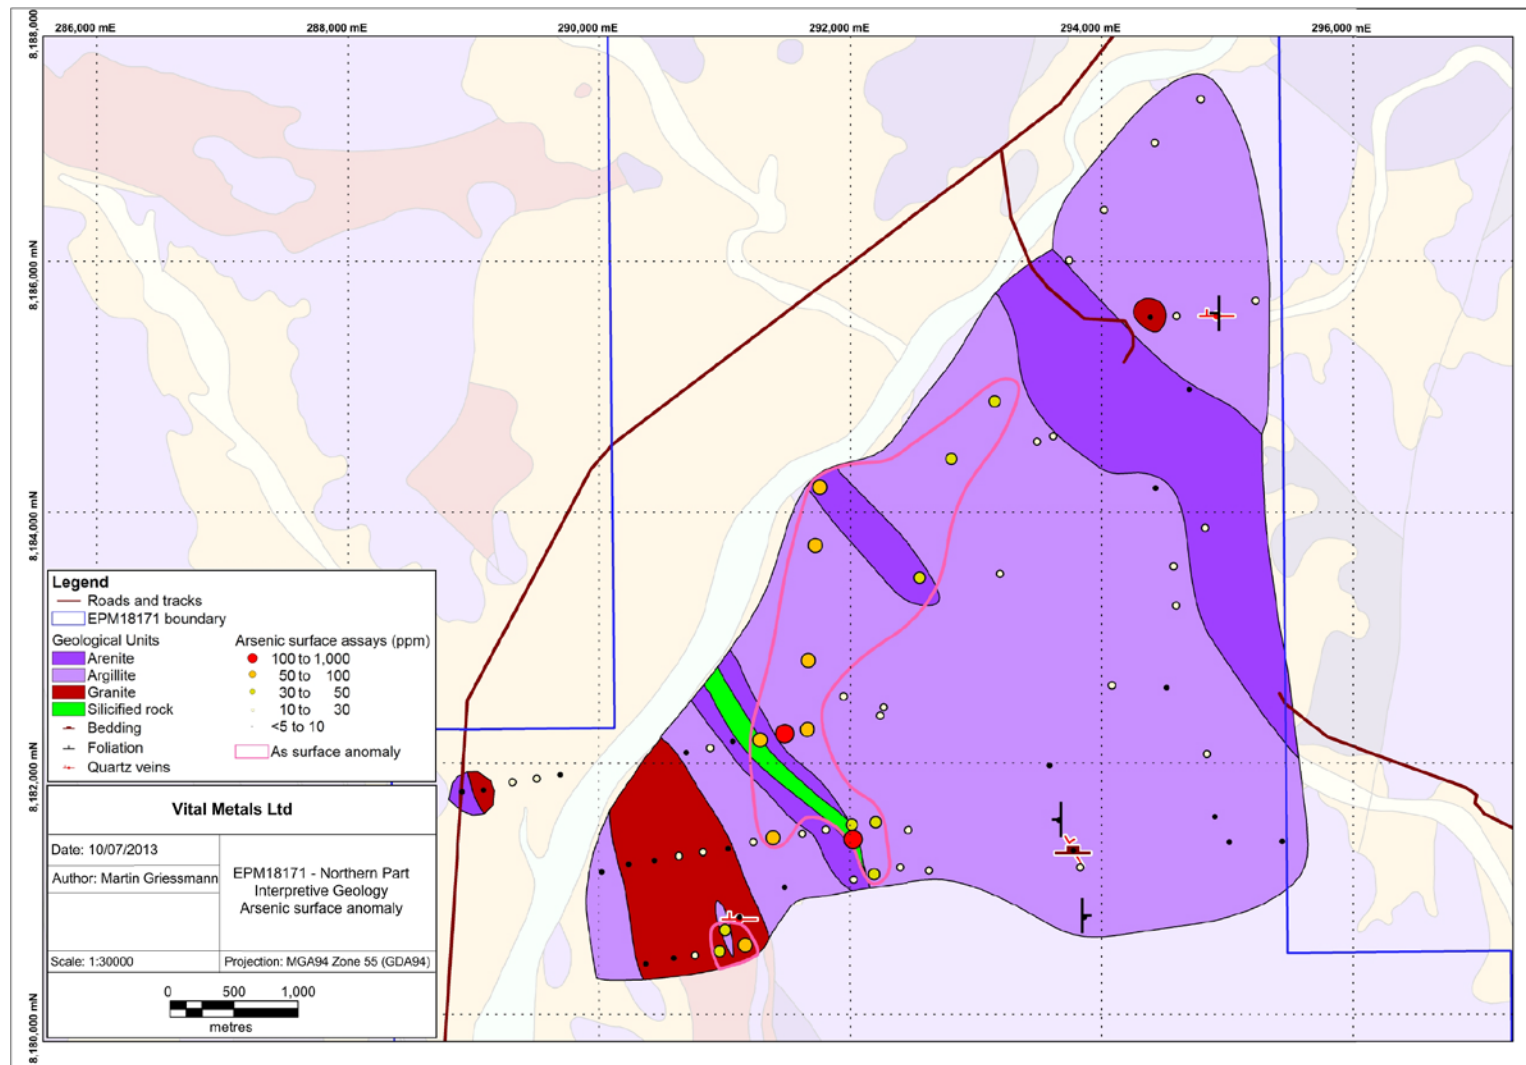 286,000 mE
288,000 mE
290,000 mE
292,000 mE
294,000 mE
296,000 mE
8,188,000
8,186,000 mN
8,184,000 mN
8,182,000 mN
8,180,000 mN
Legend
Roads and tracks
EPM18171 boundary
Geological Units
Arenite
Argillite
Granite
Silicified rock
Bedding
Foliation
Quartz veins
Arsenic surface assays (ppm)
100 to 1,000
50 to 100
30 to 50
10 to 30
<5 to 10
As surface anomaly
Vital Metals Ltd
Date: 10/07/2013
Author: Martin Griessmann
EPM18171 - Northern Part
Interpretive Geology
Arsenic surface anomaly
Scale: 1:30000
Projection: MGA94 Zone 55 (GDA94)
0 500 1,000
metres